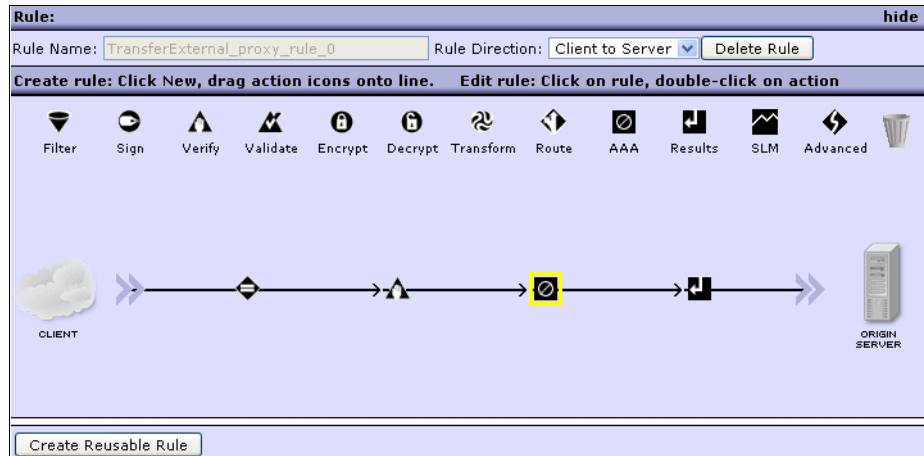 Rule: hide
Rule Name: TransferExternal_proxy_rule_0 Rule Direction: Client to Server Delete Rule
Create rule: Click New, drag action icons onto line. Edit rule: Click on rule, double-click on action
Filter Sign Verify Validate Encrypt Decrypt Transform Route AAA Results SLM Advanced
CLIENT
ORIGIN
SERVER
Create Reusable Rule